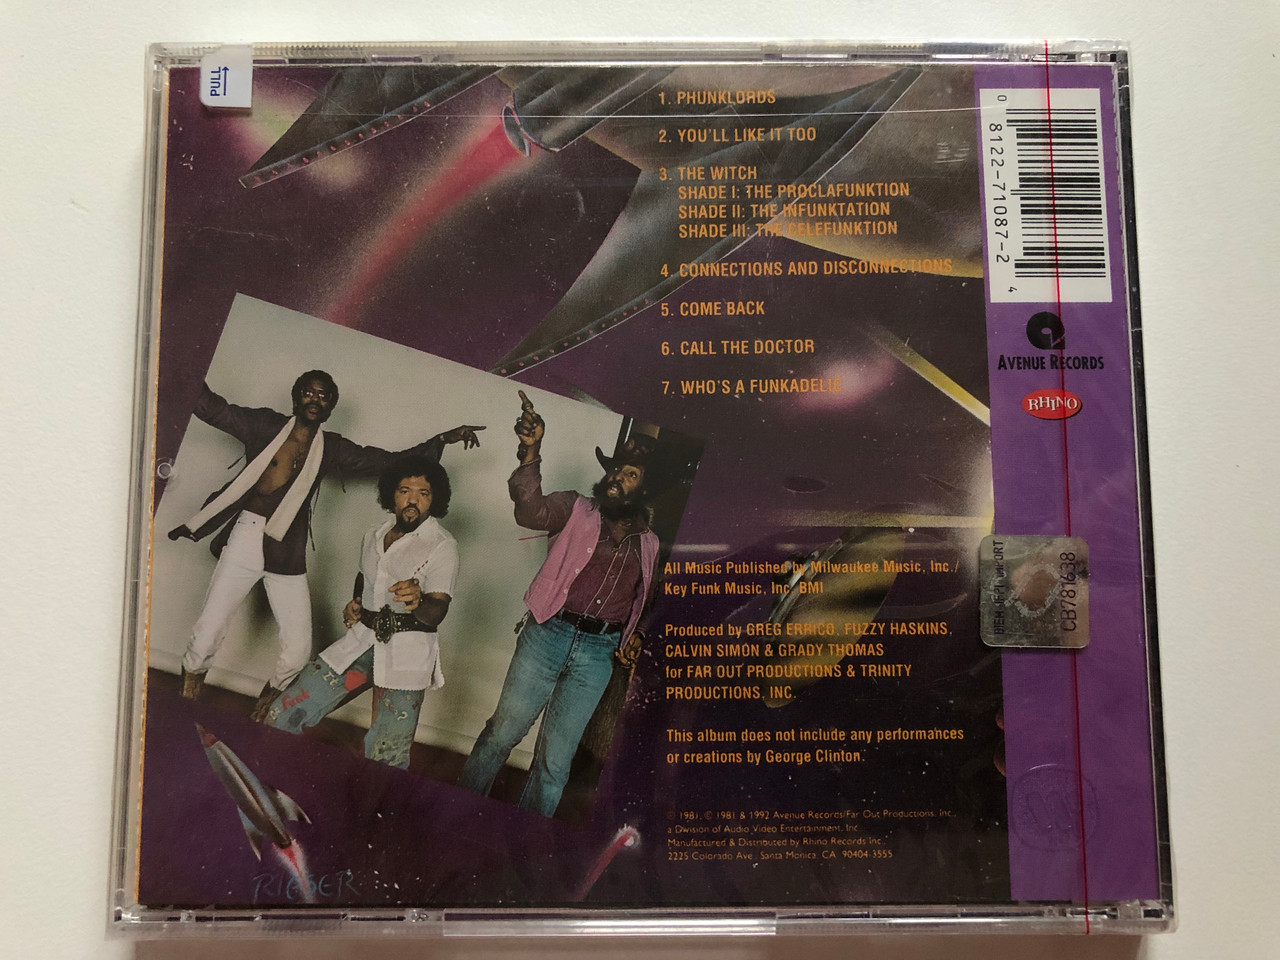 PULL
1. PHUNKLORDS
2. YOU'LL LIKE IT TOO
3. THE WITCH
SHADE I: THE PROCLAFUNKTION
SHADE II: THE INFUNKTATION
SHADE III: THE CELEFUNKTION
4. CONNECTIONS AND DISCONNECTIONS
5. COME BACK
6. CALL THE DOCTOR
7. WHO'S A FUNKADELIC
0 81227-71087-2 4
AVENUE RECORDS
RHINO
Funk
All Music Published by Milwaukee Music, Inc./
Key Funk Music, Inc. BMI
Produced by GREG ERRICO, FUZZY HASKINS,
CALVIN SIMON & GRADY THOMAS
for FAR OUT PRODUCTIONS & TRINITY
PRODUCTIONS, INC.
This album does not include any performances
or creations by George Clinton.
℗ 1981, © 1981 & 1992 Avenue Records/Far Out Productions, Inc.,
a Division of Audio Video Entertainment, Inc.
Manufactured & Distributed by Rhino Records Inc.,
2225 Colorado Ave., Santa Monica, CA. 90404-3555
CB781638
RIEGER